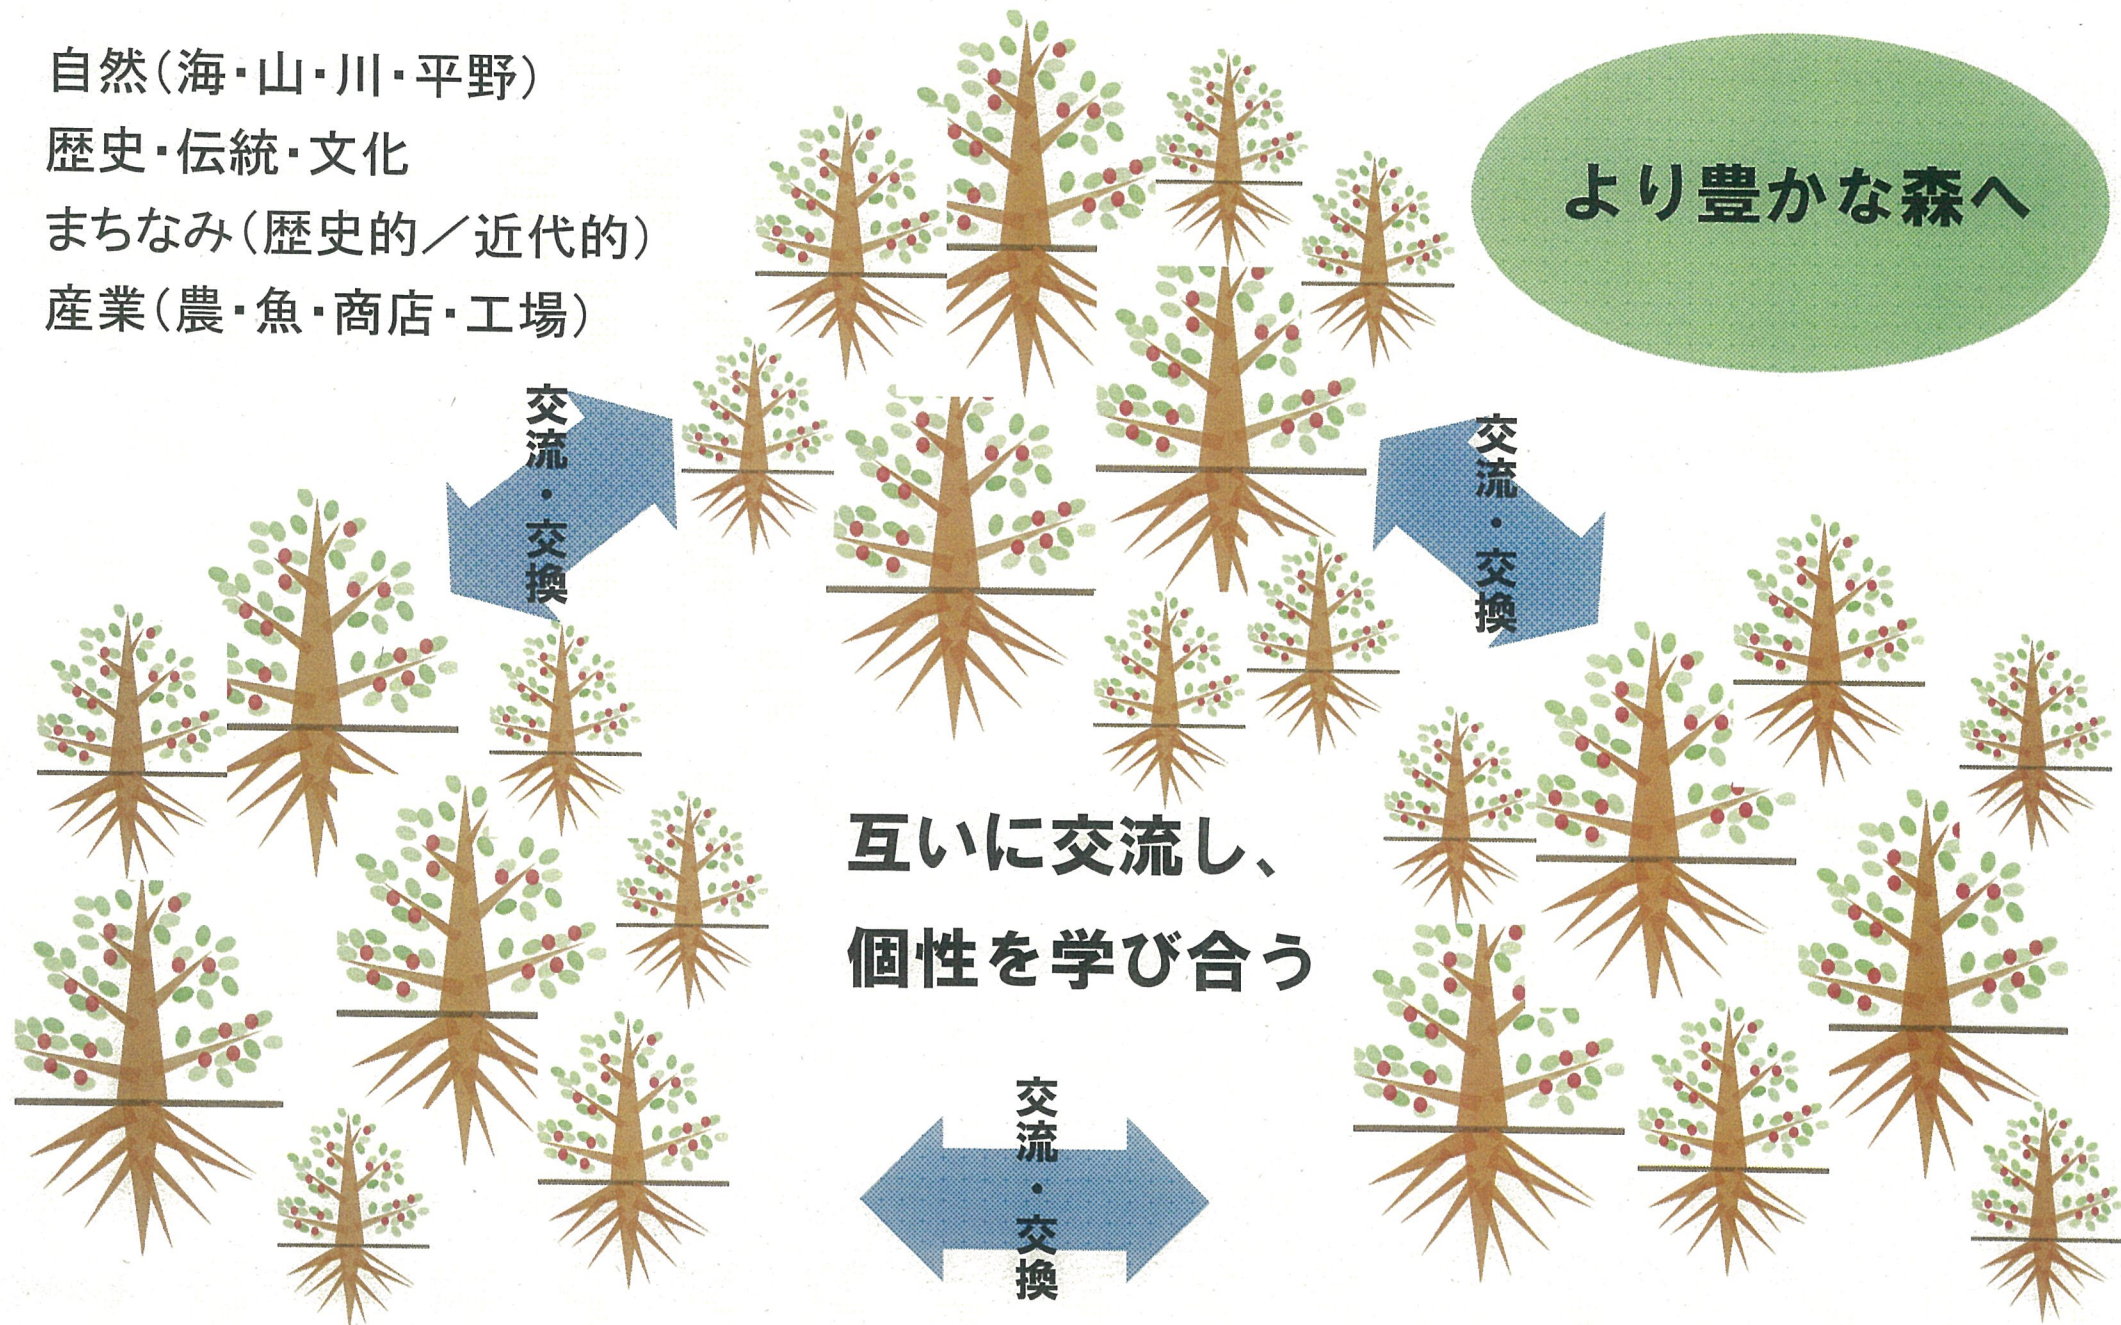 自然(海・山・川・平野)
歴史・伝統・文化
まちなみ(歴史的／近代的)
産業(農・魚・商店・工場)
より豊かな森へ
交流・交換
交流・交換
互いに交流し、
個性を学び合う
交流・交換